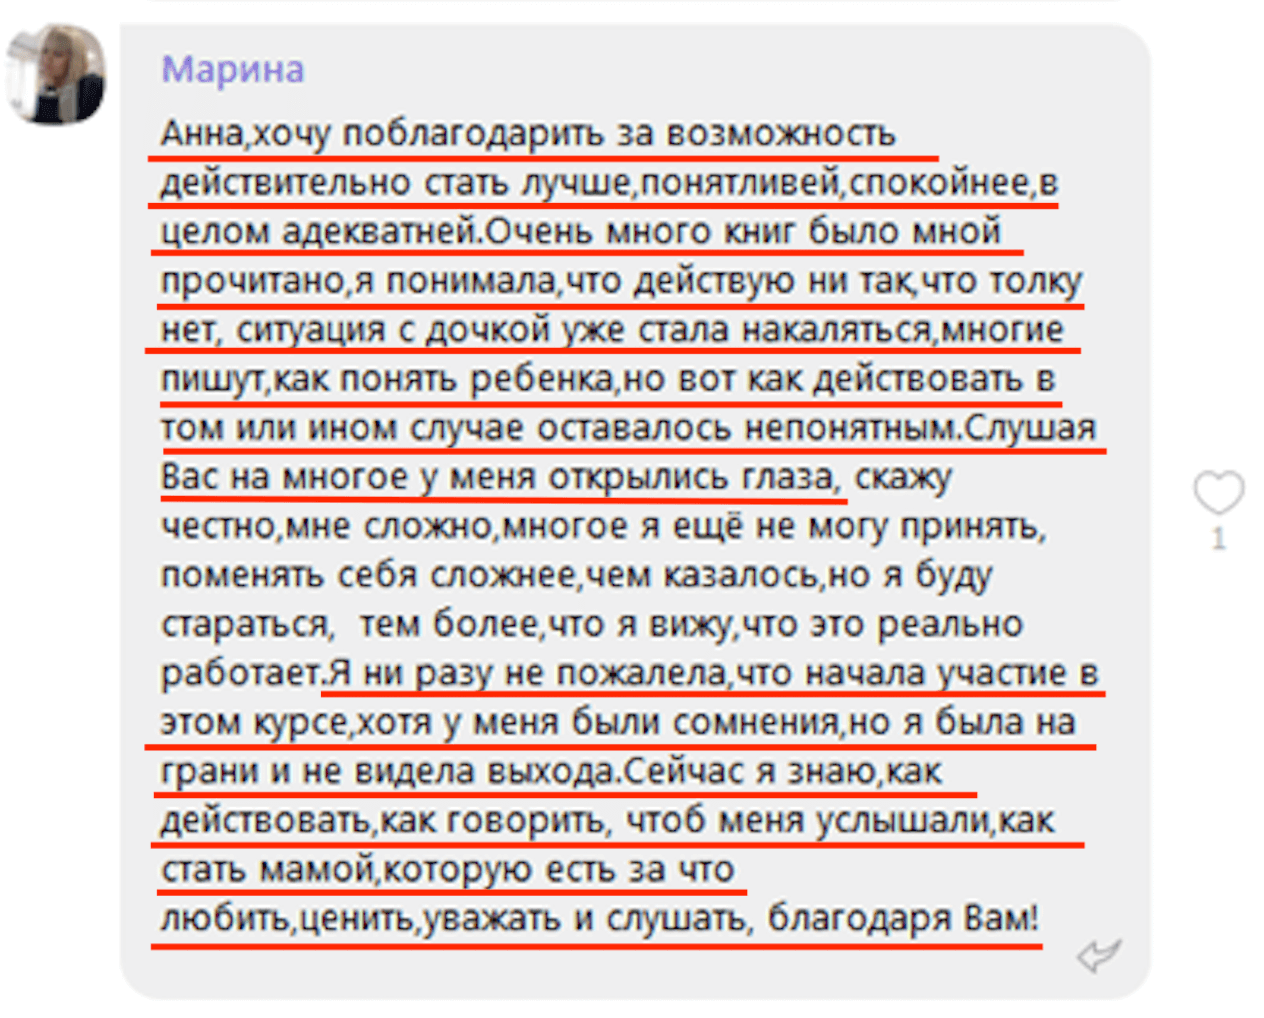 Марина
Анна,хочу поблагодарить за возможность
действительно стать лучше,понятливей,спокойнее,в
целом адекватней.Очень много книг было мной
прочитано,я понимала,что действую ни так,что толку
нет, ситуация с дочкой уже стала накаляться,многие
пишут,как понять ребенка,но вот как действовать в
том или ином случае оставалось непонятным.Слушая
Вас на многое у меня открылись глаза, скажу
честно,мне сложно,многое я ещё не могу принять,
поменять себя сложнее,чем казалось,но я буду
стараться,  тем более,что я вижу,что это реально
работает.Я ни разу не пожалела,что начала участие в
этом курсе,хотя у меня были сомнения,но я была на
грани и не видела выхода.Сейчас я знаю,как
действовать,как говорить, чтоб меня услышали,как
стать мамой,которую есть за что
любить,ценить,уважать и слушать, благодаря Вам!
1